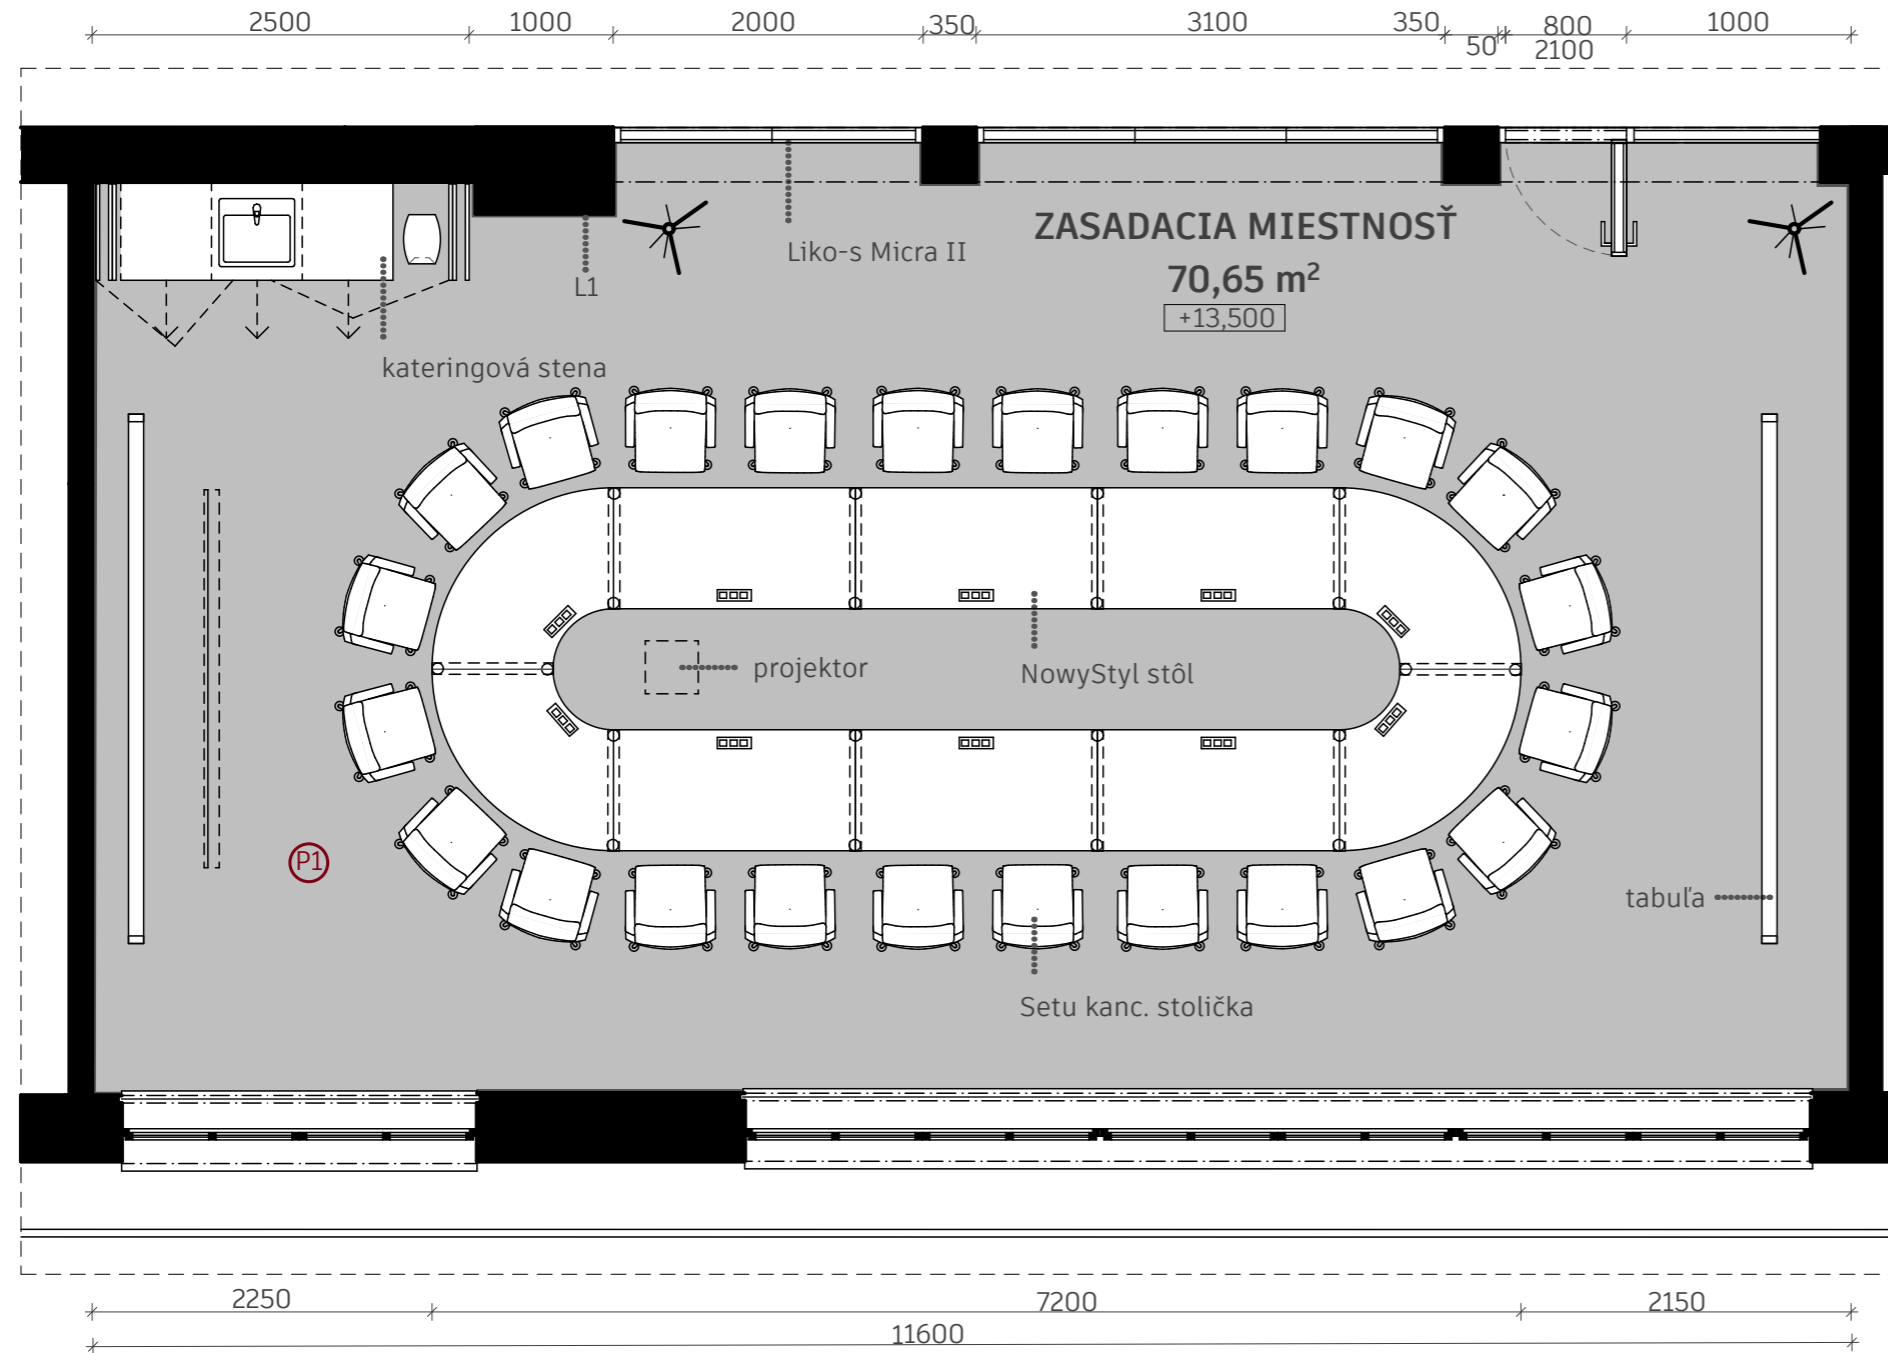 2500 1000 2000 350 3100 350 50 800 1000
2100
ZASADACIA MIESTNOSŤ
70,65 m²
+13,500
Liko-s Micra II
L1
kateringová stena
projektor
NowyStyl stôl
P1
tabuľa
Setu kanc. stolička
2250 7200 2150
11600